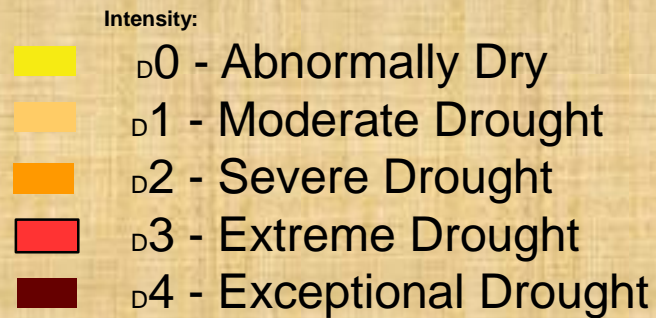 Intensity:
D0 - Abnormally Dry
D1 - Moderate Drought
D2 - Severe Drought
D3 - Extreme Drought
D4 - Exceptional Drought